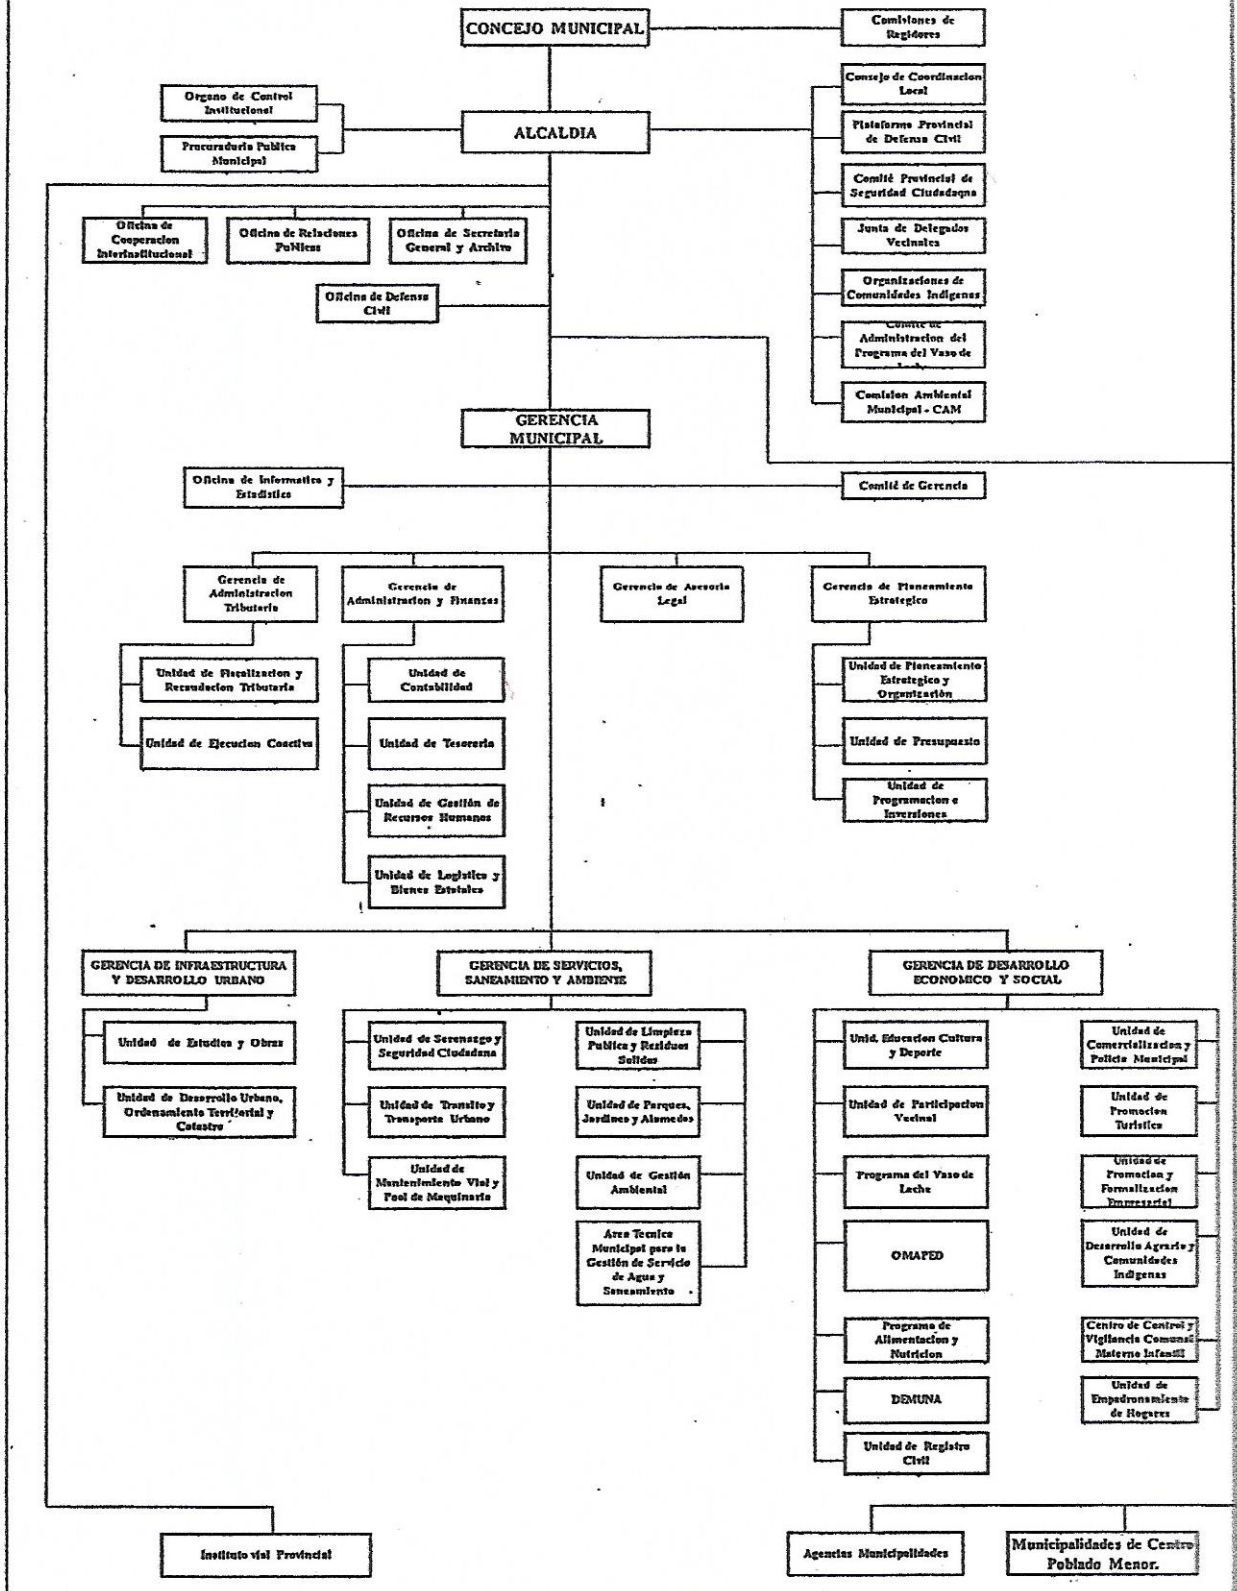 CONCEJO MUNICIPAL
Comisiones de
Regidores
Organo de Control
Institucional
Procuraduria Publica
Municipal
ALCALDIA
Consejo de Coordinacion
Local
Plataforma Provincial
de Defensa Civil
Comité Provincial de
Seguridad Ciudadaqna
Junta de Delegados
Vecinales
Organizaciones de
Comunidades Indigenas
Comite de
Administracion del
Programa del Vaso de
Leche
Comision Ambiental
Municipal - CAM
Oficina de
Cooperacion
Interinstitucional
Oficina de Relaciones
Publicas
Oficina de Secretaria
General y Archivo
Oficina de Defensa
Civil
GERENCIA
MUNICIPAL
Oficina de Informatica y
Estadistica
Comité de Gerencia
Gerencia de
Administracion
Tributaria
Gerencia de
Administracion y Finanzas
Gerencia de Asesoria
Legal
Gerencia de Planeamiento
Estrategico
Unidad de Fiscalizacion y
Recaudacion Tributaria
Unidad de Ejecucion Coactiva
Unidad de
Contabilidad
Unidad de Tesoreria
Unidad de Gestión de
Recursos Humanos
Unidad de Logistica y
Bienes Estatales
Unidad de Planeamiento
Estrategico y
Organización
Unidad de Presupuesto
Unidad de
Programacion e
Inversiones
GERENCIA DE INFRAESTRUCTURA
Y DESARROLLO URBANO
GERENCIA DE SERVICIOS,
SANEAMIENTO Y AMBIENTE
GERENCIA DE DESARROLLO
ECONOMICO Y SOCIAL
Unidad de Estudios y Obras
Unidad de Desarrollo Urbano,
Ordenamiento Territorial y
Catastro
Unidad de Serenazgo y
Seguridad Ciudadana
Unidad de Transito y
Transporte Urbano
Unidad de
Mantenimiento Vial y
Pool de Maquinaria
Unidad de Limpieza
Publica y Residuos
Solidos
Unidad de Parques,
Jardines y Alamedas
Unidad de Gestión
Ambiental
Area Tecnica
Municipal para la
Gestión de Servicio
de Agua y
Saneamiento
Unid. Educacion Cultura
y Deporte
Unidad de Participacion
Vecinal
Programa del Vaso de
Leche
OMAPED
Programa de
Alimentacion y
Nutricion
DEMUNA
Unidad de Registro
Civil
Unidad de
Comercializacion y
Policia Municipal
Unidad de
Promocion
Turistica
Unidad de
Promocion y
Formalizacion
Empresarial
Unidad de
Desarrollo Agrario y
Comunidades
Indigenas
Centro de Control y
Vigilancia Comunal
Materno Infantil
Unidad de
Empadronamiento
de Hogares
Instituto vial Provincial
Agencias Municipalidades
Municipalidades de Centro
Poblado Menor.